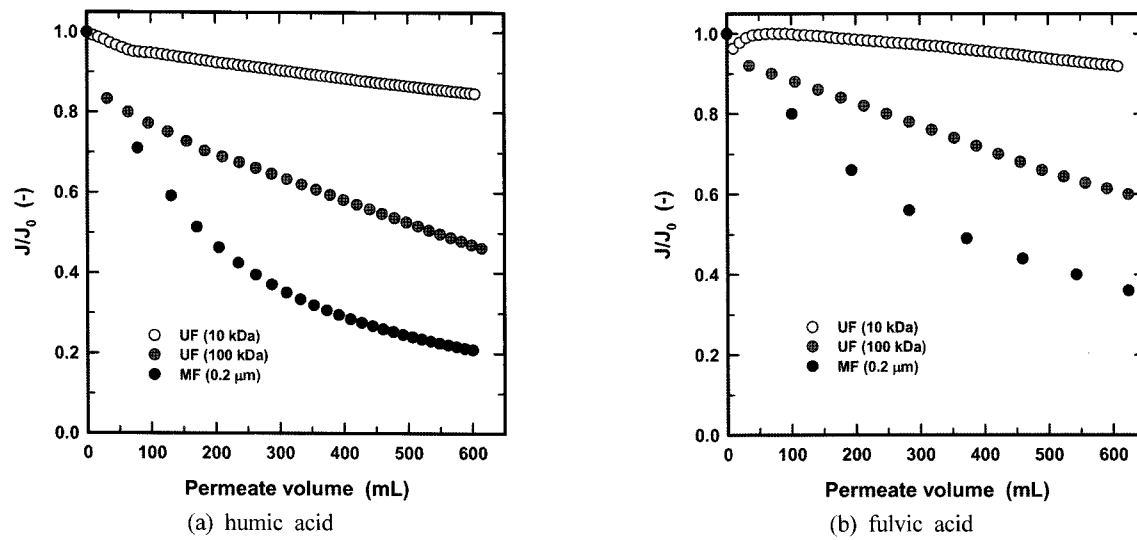 1.0
0.8
0.6
0.4
0.2
0.0
J/J0 (-)
UF (10 kDa)
UF (100 kDa)
MF (0.2 μm)
0 100 200 300 400 500 600
Permeate volume (mL)
(a) humic acid
1.0
0.8
0.6
0.4
0.2
0.0
J/J0 (-)
UF (10 kDa)
UF (100 kDa)
MF (0.2 μm)
0 100 200 300 400 500 600
Permeate volume (mL)
(b) fulvic acid